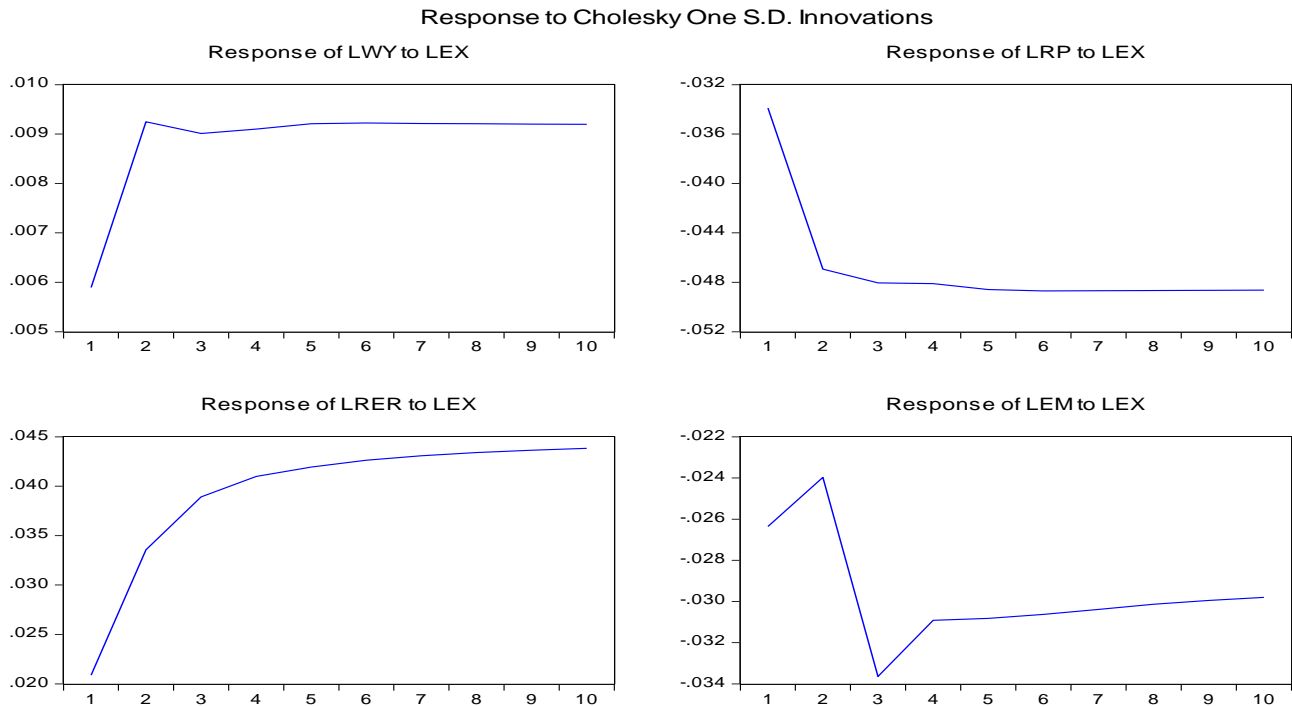 Response to Cholesky One S.D. Innovations
Response of LWY to LEX
.010
.009
.008
.007
.006
.005
1 2 3 4 5 6 7 8 9 10
Response of LRP to LEX
-.032
-.036
-.040
-.044
-.048
-.052
1 2 3 4 5 6 7 8 9 10
Response of LRER to LEX
.045
.040
.035
.030
.025
.020
1 2 3 4 5 6 7 8 9 10
Response of LEM to LEX
-.022
-.024
-.026
-.028
-.030
-.032
-.034
1 2 3 4 5 6 7 8 9 10